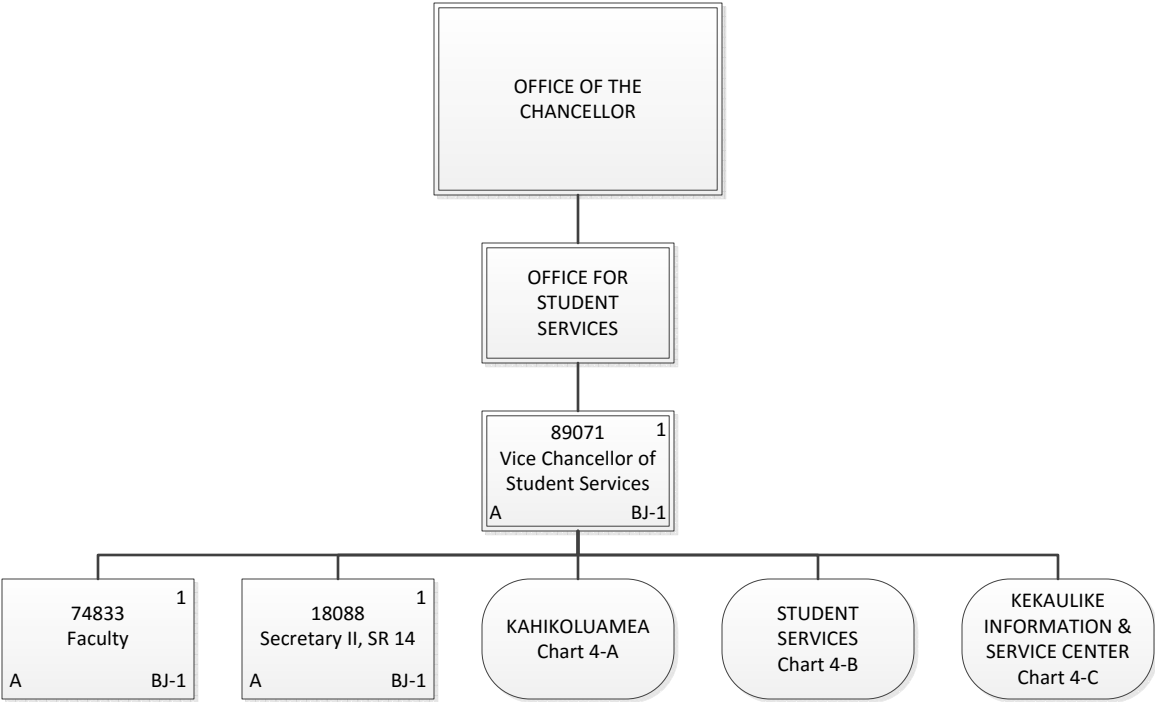 OFFICE OF THE
CHANCELLOR
OFFICE FOR
STUDENT
SERVICES
89071 1
Vice Chancellor of
Student Services
A BJ-1
74833 1
Faculty
A BJ-1
18088 1
Secretary II, SR 14
A BJ-1
KAHIKOLUAMEA
Chart 4-A
STUDENT
SERVICES
Chart 4-B
KEKAULIKE
INFORMATION &
SERVICE CENTER
Chart 4-C